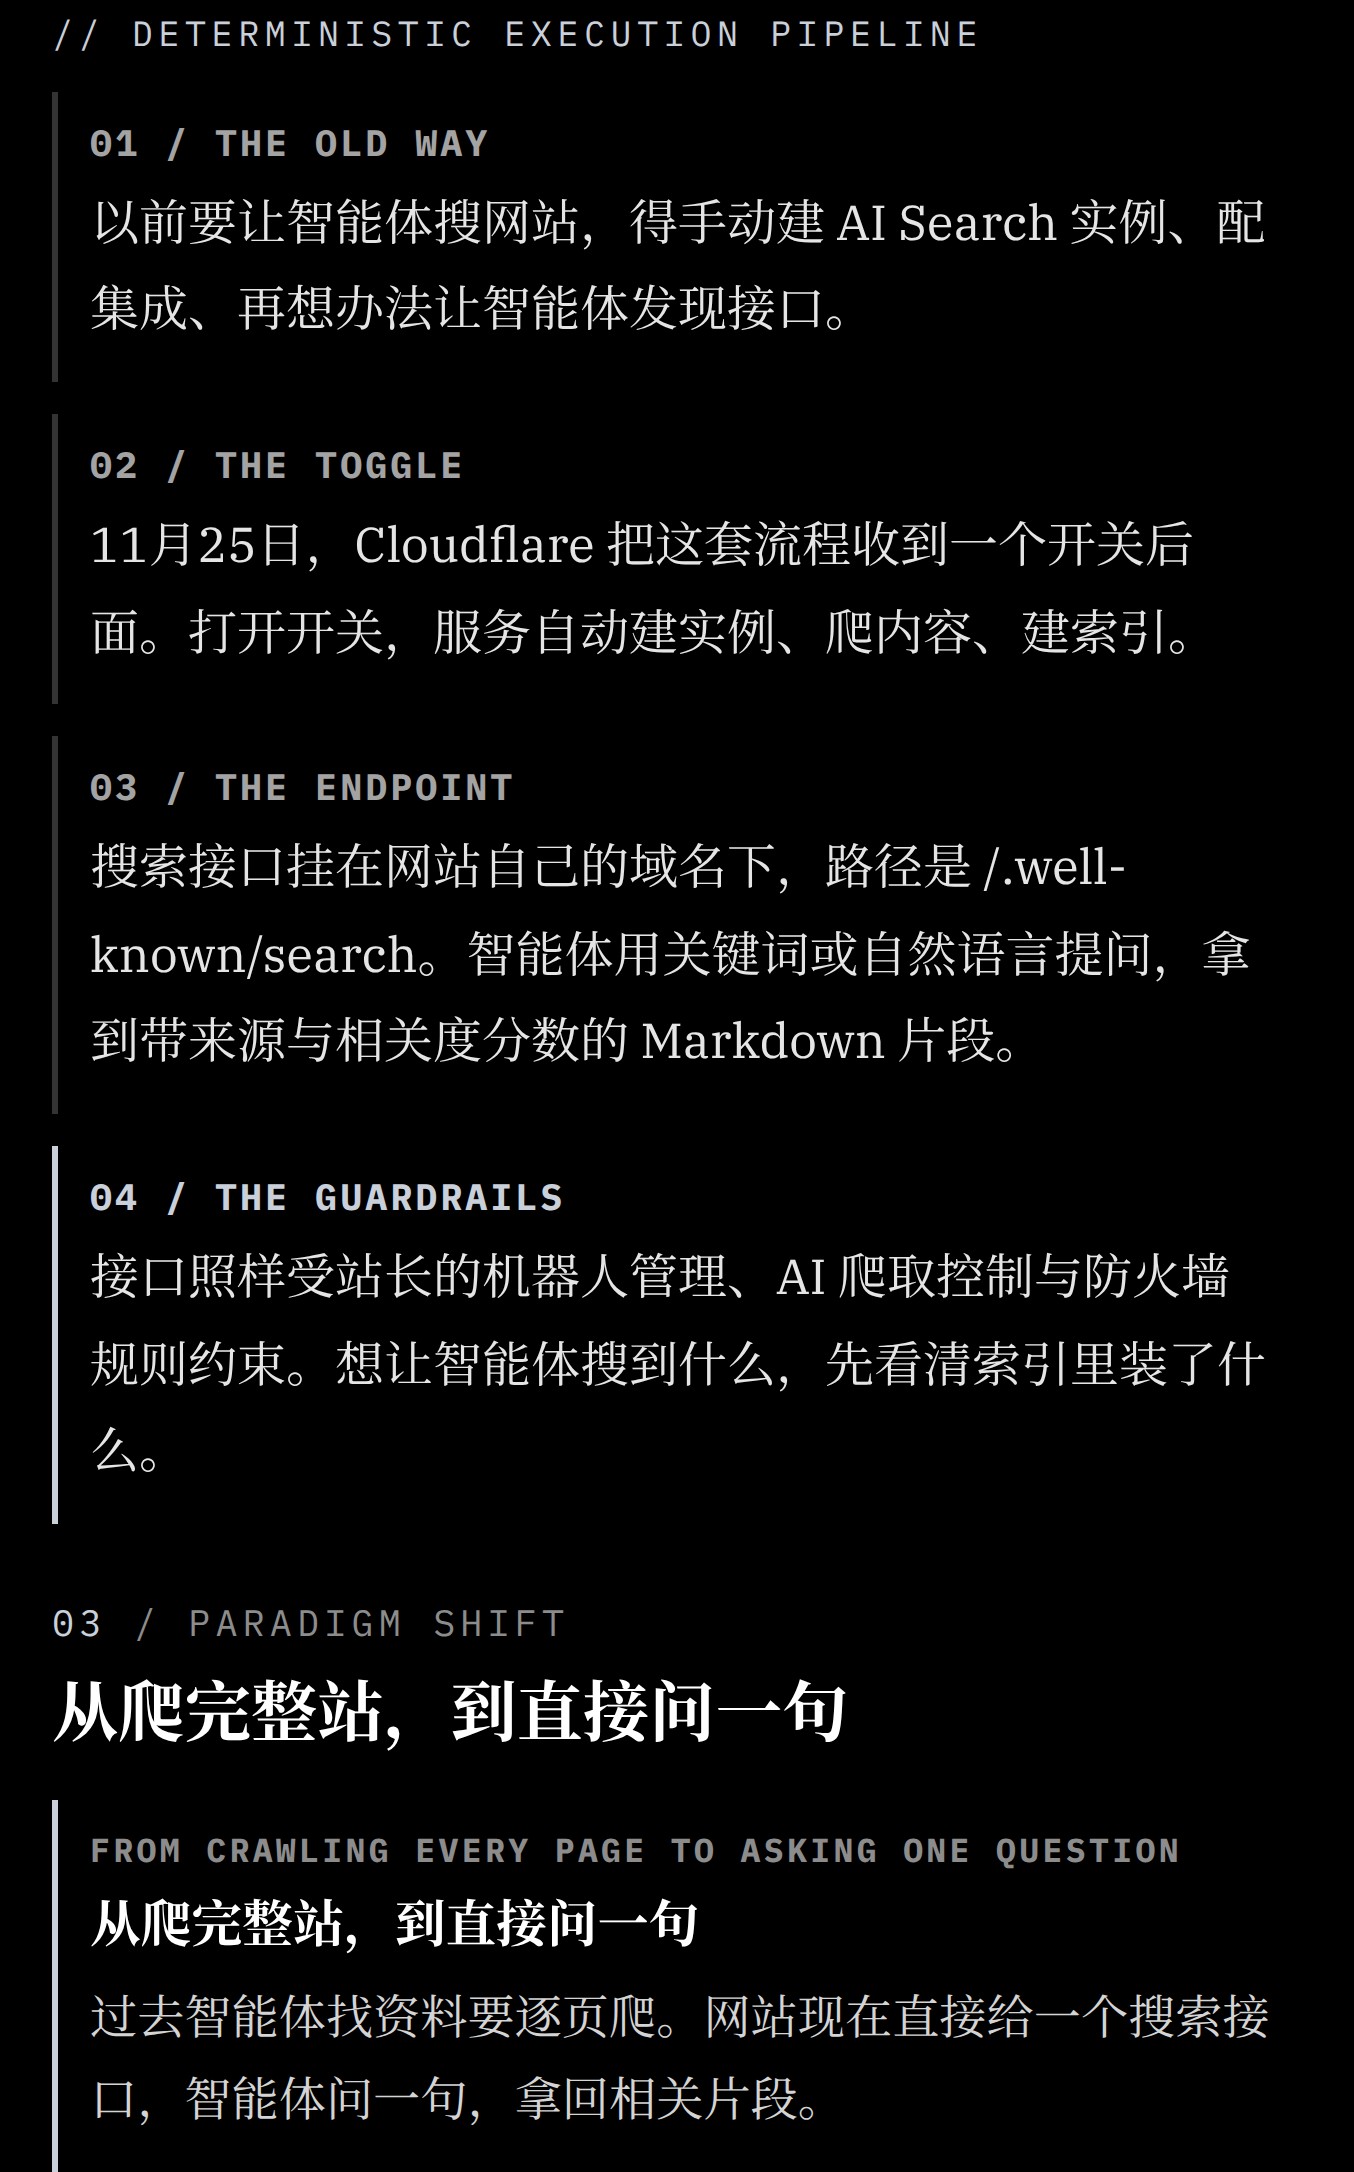 // DETERMINISTIC EXECUTION PIPELINE
01 / THE OLD WAY
以前要让智能体搜网站，得手动建 AI Search 实例、配
集成、再想办法让智能体发现接口。
02 / THE TOGGLE
11月25日，Cloudflare 把这套流程收到一个开关后
面。打开开关，服务自动建实例、爬内容、建索引。
03 / THE ENDPOINT
搜索接口挂在网站自己的域名下，路径是 /.well-
known/search。智能体用关键词或自然语言提问，拿
到带来源与相关度分数的 Markdown 片段。
04 / THE GUARDRAILS
接口照样受站长的机器人管理、AI 爬取控制与防火墙
规则约束。想让智能体搜到什么，先看清索引里装了什
么。
03 / PARADIGM SHIFT
从爬完整站，到直接问一句
FROM CRAWLING EVERY PAGE TO ASKING ONE QUESTION
从爬完整站，到直接问一句
过去智能体找资料要逐页爬。网站现在直接给一个搜索接
口，智能体问一句，拿回相关片段。